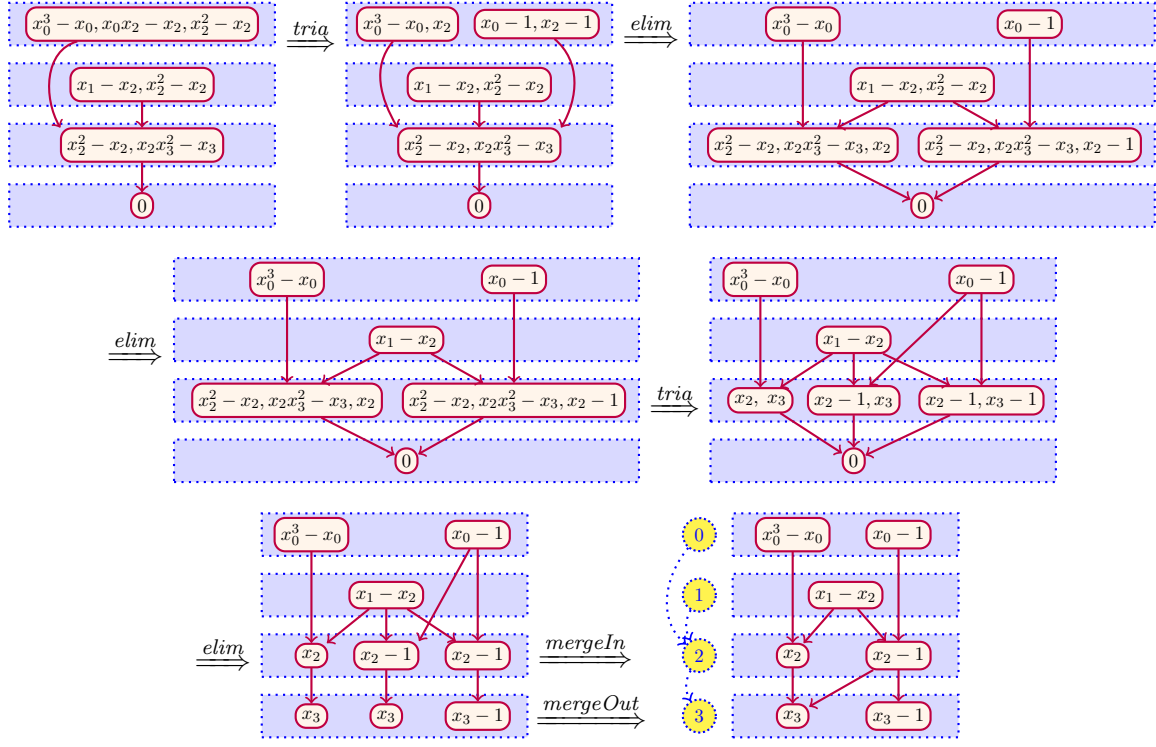 x_0^3 − x_0, x_0x_2 − x_2, x_2^2 − x_2
x_1 − x_2, x_2^2 − x_2
x_2^2 − x_2, x_2x_3^2 − x_3
0
tria
x_0^3 − x_0, x_2
x_0 − 1, x_2 − 1
x_1 − x_2, x_2^2 − x_2
x_2^2 − x_2, x_2x_3^2 − x_3
0
elim
x_0^3 − x_0
x_0 − 1
x_1 − x_2, x_2^2 − x_2
x_2^2 − x_2, x_2x_3^2 − x_3, x_2
x_2^2 − x_2, x_2x_3^2 − x_3, x_2 − 1
0
elim
x_0^3 − x_0
x_0 − 1
x_1 − x_2
x_2^2 − x_2, x_2x_3^2 − x_3, x_2
x_2^2 − x_2, x_2x_3^2 − x_3, x_2 − 1
0
tria
x_0^3 − x_0
x_0 − 1
x_1 − x_2
x_2, x_3
x_2 − 1, x_3
x_2 − 1, x_3 − 1
0
elim
x_0^3 − x_0
x_0 − 1
x_1 − x_2
x_2
x_2 − 1
x_2 − 1
x_3
x_3
x_3 − 1
mergeIn
mergeOut
0
1
2
3
x_0^3 − x_0
x_0 − 1
x_1 − x_2
x_2
x_2 − 1
x_3
x_3 − 1